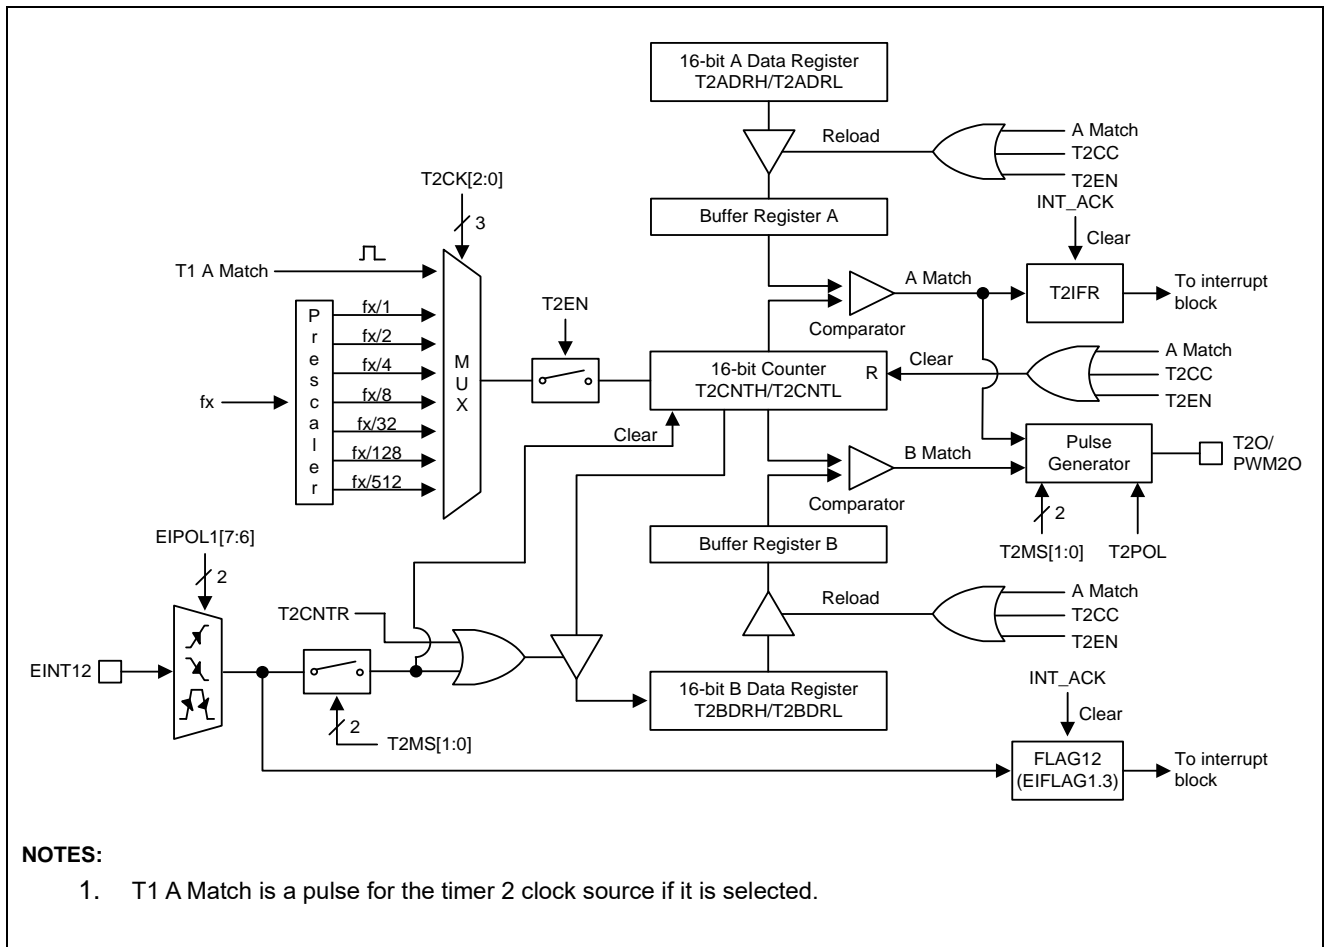 16-bit A Data Register
T2ADRH/T2ADRL
Reload
A Match
T2CC
T2EN
T2CK[2:0]
3
Buffer Register A
INT_ACK
Clear
T1 A Match
A Match
T2IFR
To interrupt
block
Prescaler
fx/1
fx/2
fx/4
fx/8
fx/32
fx/128
fx/512
fx
MUX
T2EN
Comparator
16-bit Counter
T2CNTH/T2CNTL
R
Clear
A Match
T2CC
T2EN
Clear
B Match
Pulse
Generator
T2O/
PWM2O
Comparator
2
T2MS[1:0]
T2POL
EIPOL1[7:6]
2
Buffer Register B
Reload
A Match
T2CC
T2EN
T2CNTR
EINT12
16-bit B Data Register
T2BDRH/T2BDRL
2
T2MS[1:0]
INT_ACK
Clear
FLAG12
(EIFLAG1.3)
To interrupt
block
NOTES:
1. T1 A Match is a pulse for the timer 2 clock source if it is selected.